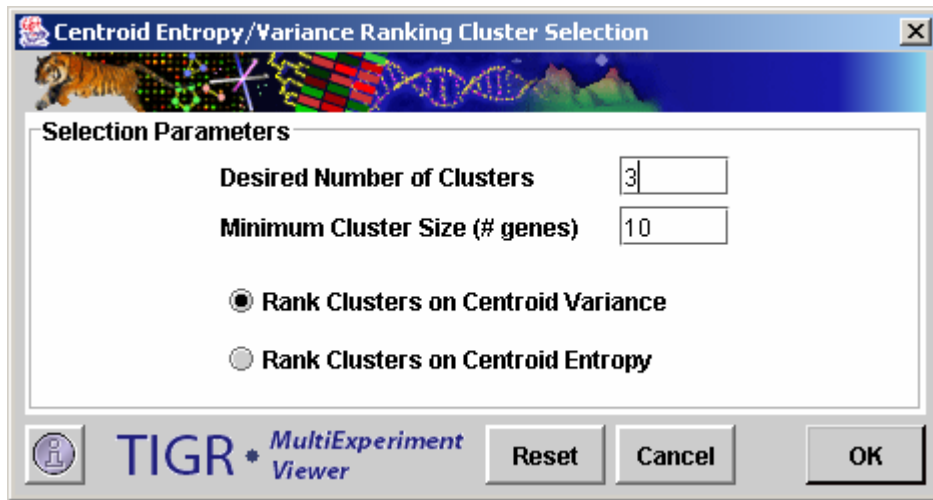 Centroid Entropy/Variance Ranking Cluster Selection
Selection Parameters
Desired Number of Clusters 3
Minimum Cluster Size (# genes) 10
Rank Clusters on Centroid Variance
Rank Clusters on Centroid Entropy
TIGR • MultiExperiment
Viewer
Reset Cancel OK